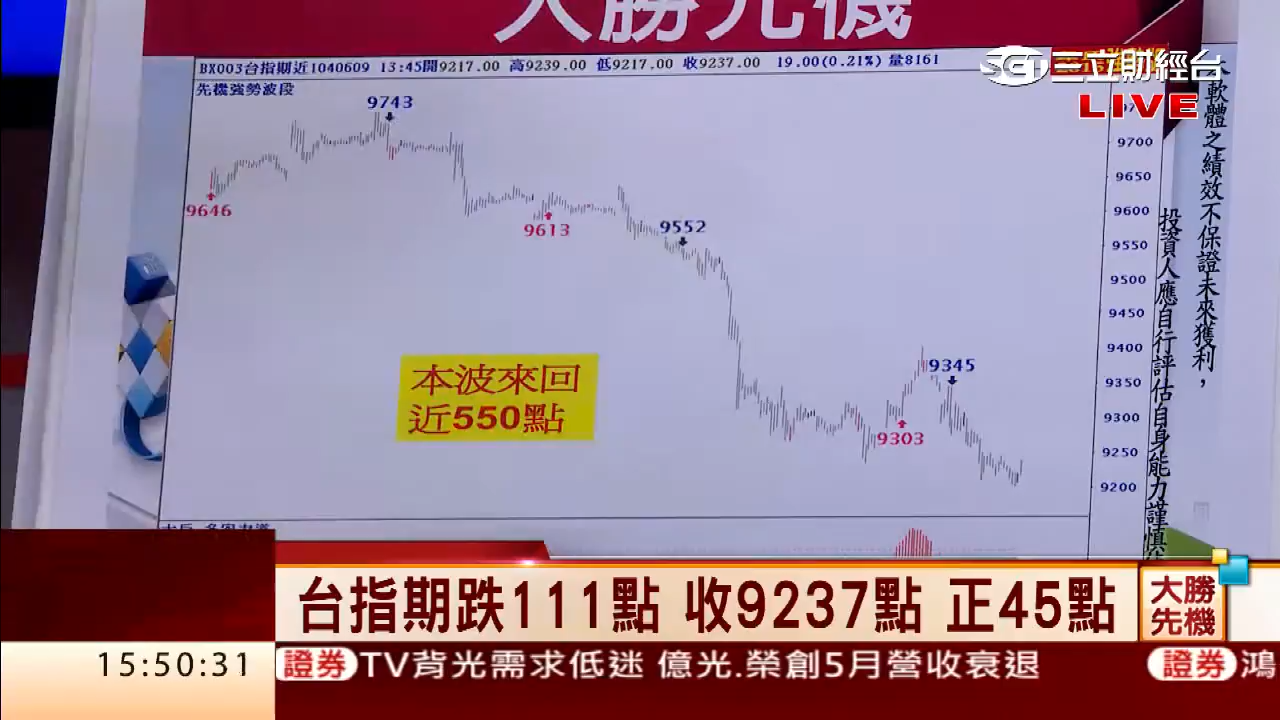 大勝先機
BX003台指期近1040609 13:45開9217.00 高9239.00 低9217.00 收9237.00 19.00(0.21%) 量8161
先機強勢波段
三立財經台
LIVE
9743
9646
9613
9552
9345
9303
9700
9650
9600
9550
9500
9450
9400
9350
9300
9250
9200
本波來回
近550點
軟體之績效不保證未來獲利，
投資人應自行評估自身能力謹慎
台指期跌111點 收9237點 正45點
大勝
先機
15:50:31
證券 TV背光需求低迷 億光.榮創5月營收衰退
證券 鴻